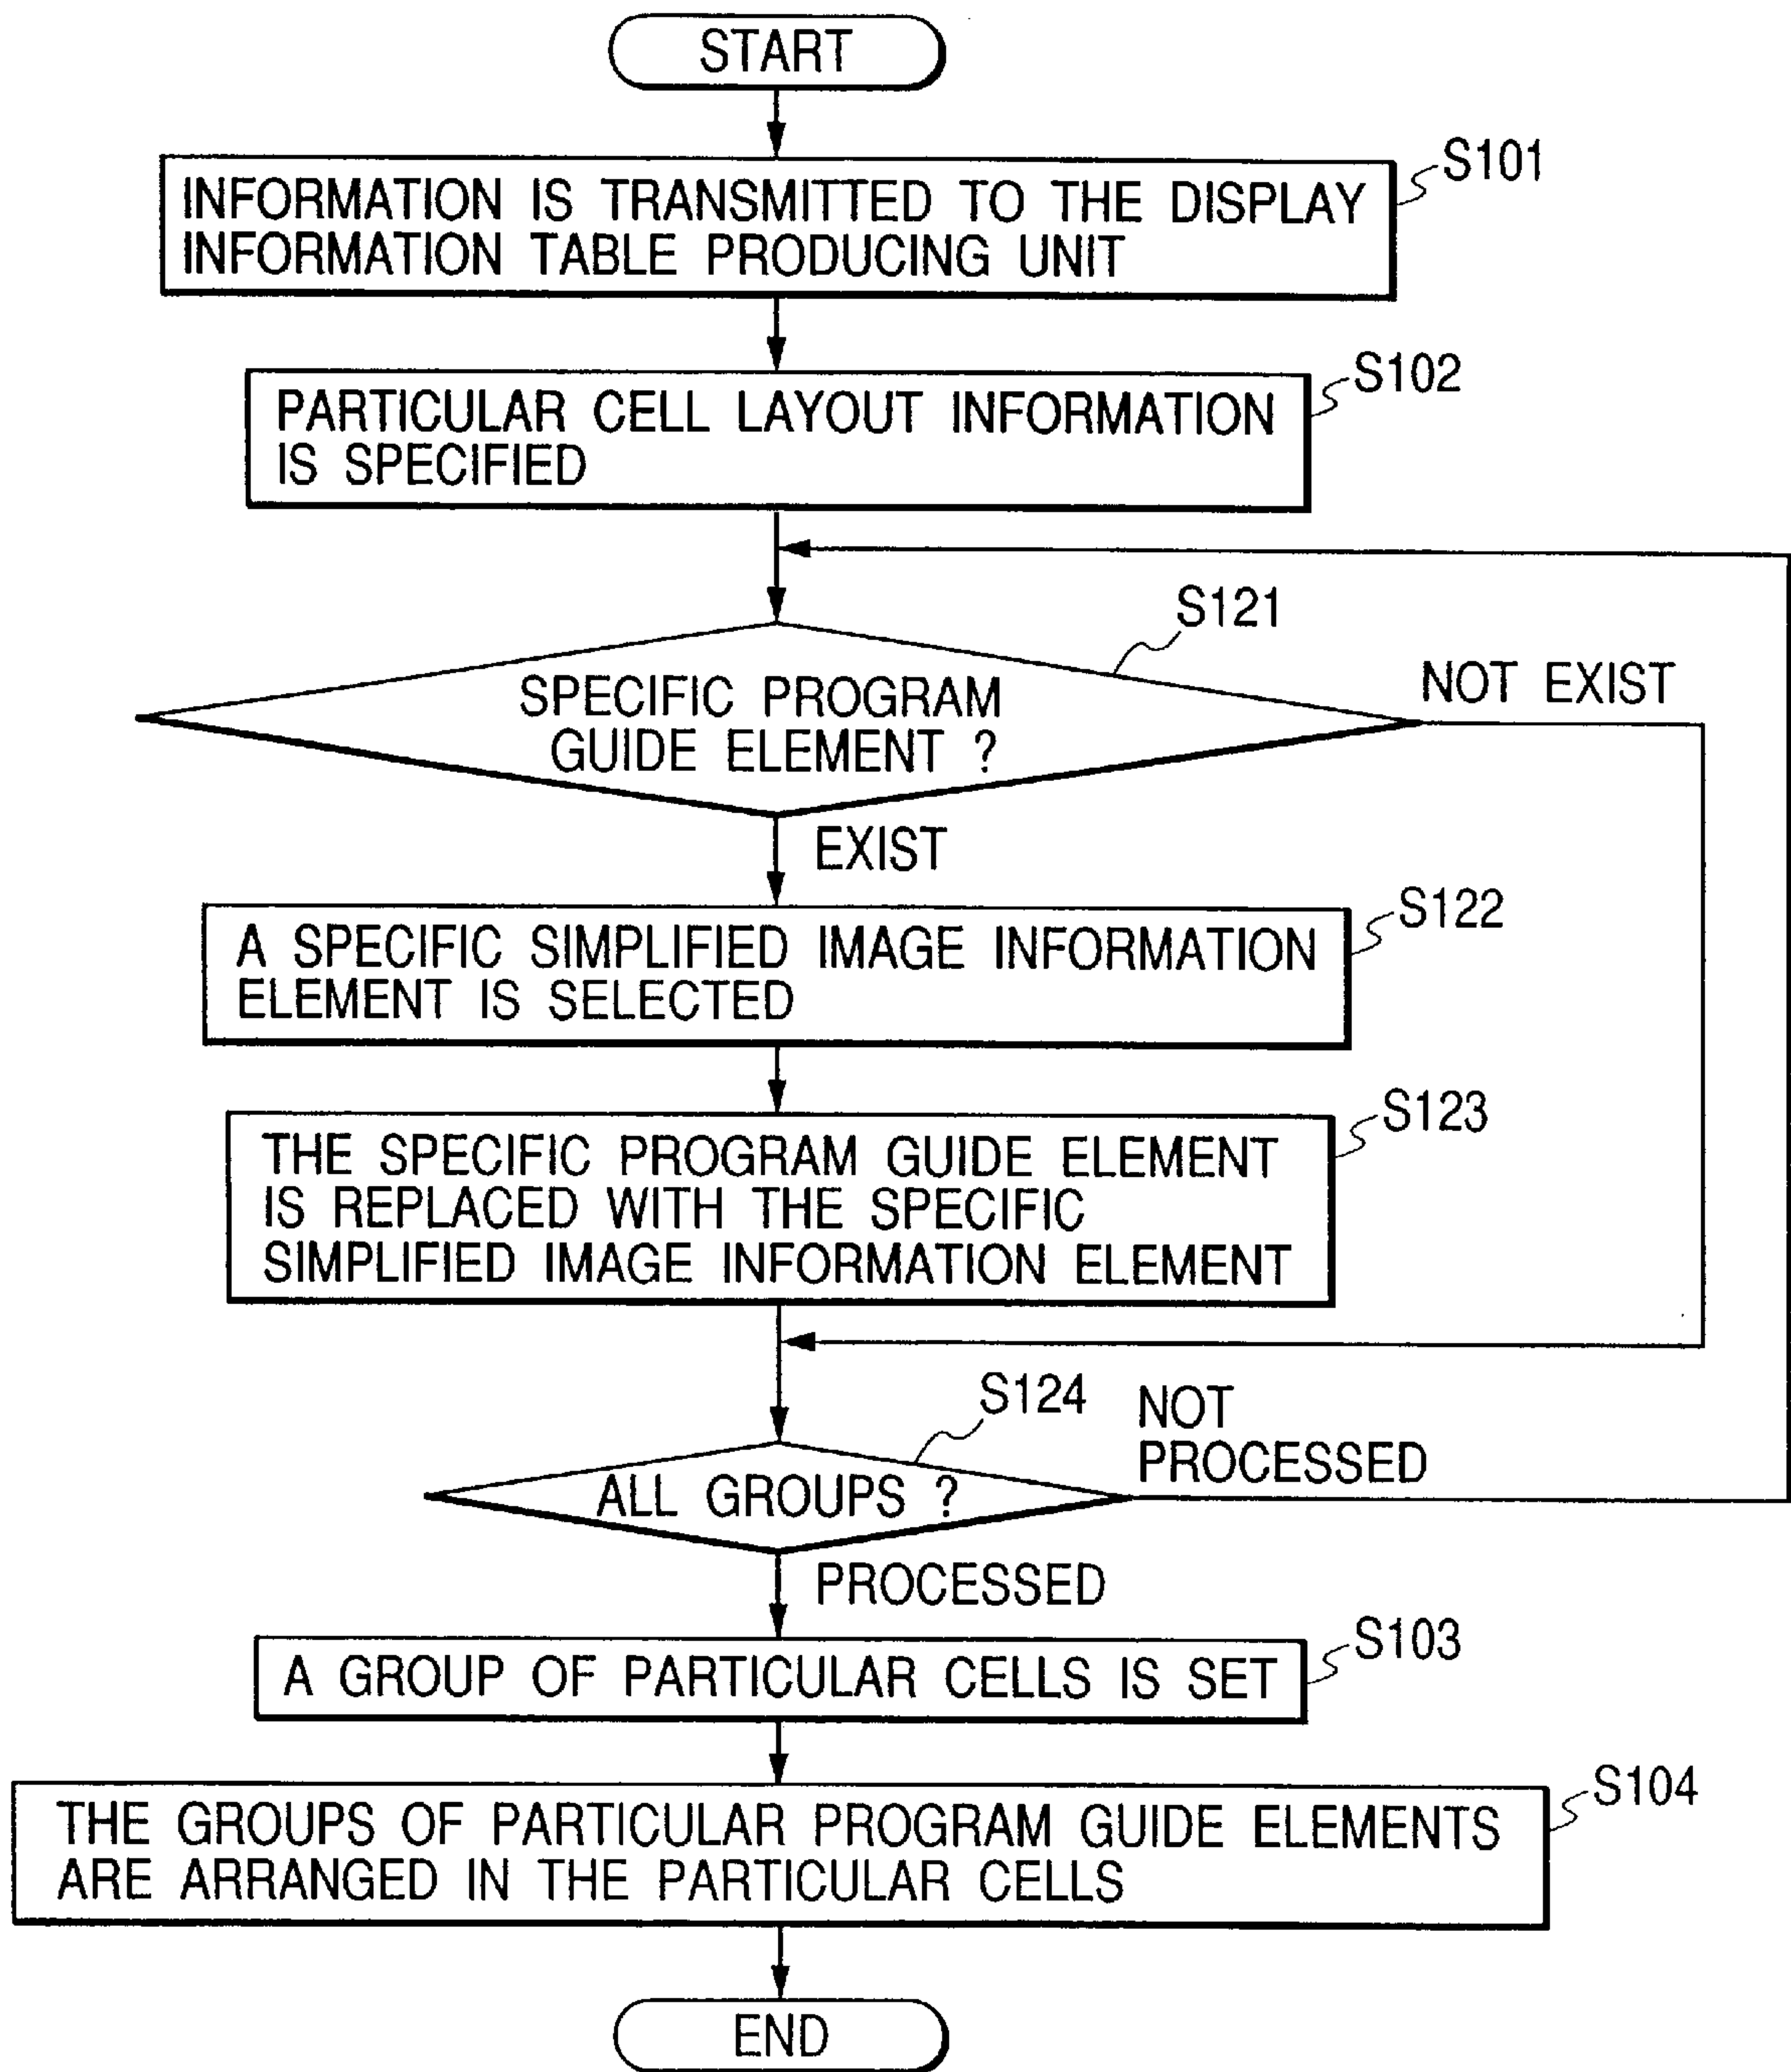 START
S101
INFORMATION IS TRANSMITTED TO THE DISPLAY
INFORMATION TABLE PRODUCING UNIT
S102
PARTICULAR CELL LAYOUT INFORMATION
IS SPECIFIED
S121
SPECIFIC PROGRAM
GUIDE ELEMENT ?
NOT EXIST
EXIST
S122
A SPECIFIC SIMPLIFIED IMAGE INFORMATION
ELEMENT IS SELECTED
S123
THE SPECIFIC PROGRAM GUIDE ELEMENT
IS REPLACED WITH THE SPECIFIC
SIMPLIFIED IMAGE INFORMATION ELEMENT
S124
NOT
PROCESSED
ALL GROUPS ?
PROCESSED
S103
A GROUP OF PARTICULAR CELLS IS SET
S104
THE GROUPS OF PARTICULAR PROGRAM GUIDE ELEMENTS
ARE ARRANGED IN THE PARTICULAR CELLS
END